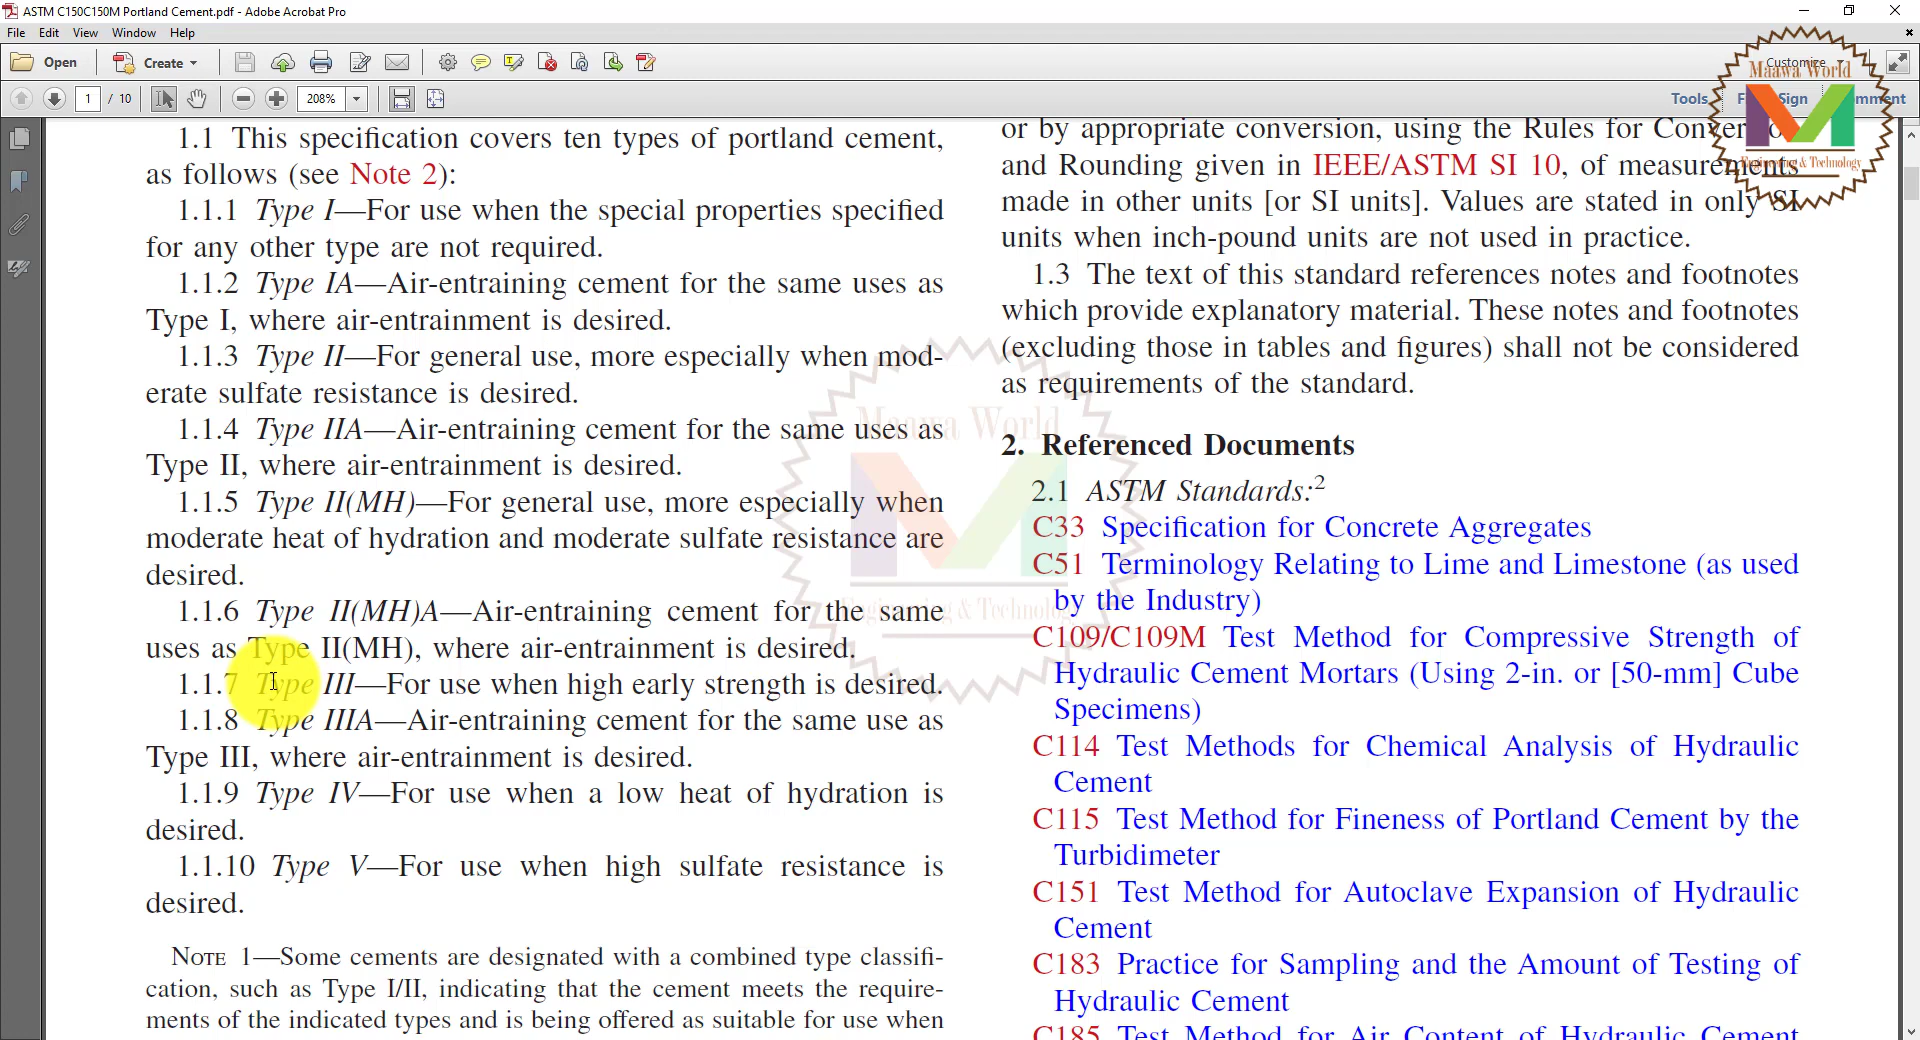 ASTM C150C150M Portland Cement.pdf - Adobe Acrobat Pro
File Edit View Window Help
Open Create Customize
1 / 10 208% Tools Sign
1.1 This specification covers ten types of portland cement,
as follows (see Note 2):
1.1.1 Type I—For use when the special properties specified
for any other type are not required.
1.1.2 Type IA—Air-entraining cement for the same uses as
Type I, where air-entrainment is desired.
1.1.3 Type II—For general use, more especially when mod-
erate sulfate resistance is desired.
1.1.4 Type IIA—Air-entraining cement for the same uses as
Type II, where air-entrainment is desired.
1.1.5 Type II(MH)—For general use, more especially when
moderate heat of hydration and moderate sulfate resistance are
desired.
1.1.6 Type II(MH)A—Air-entraining cement for the same
uses as Type II(MH), where air-entrainment is desired.
1.1.7 Type III—For use when high early strength is desired.
1.1.8 Type IIIA—Air-entraining cement for the same use as
Type III, where air-entrainment is desired.
1.1.9 Type IV—For use when a low heat of hydration is
desired.
1.1.10 Type V—For use when high sulfate resistance is
desired.
NOTE 1—Some cements are designated with a combined type classifi-
cation, such as Type I/II, indicating that the cement meets the require-
ments of the indicated types and is being offered as suitable for use when
or by appropriate conversion, using the Rules for
and Rounding given in IEEE/ASTM SI 10, of measurements
made in other units [or SI units]. Values are stated in only SI
units when inch-pound units are not used in practice.
1.3 The text of this standard references notes and footnotes
which provide explanatory material. These notes and footnotes
(excluding those in tables and figures) shall not be considered
as requirements of the standard.
2. Referenced Documents
2.1 ASTM Standards:2
C33 Specification for Concrete Aggregates
C51 Terminology Relating to Lime and Limestone (as used
by the Industry)
C109/C109M Test Method for Compressive Strength of
Hydraulic Cement Mortars (Using 2-in. or [50-mm] Cube
Specimens)
C114 Test Methods for Chemical Analysis of Hydraulic
Cement
C115 Test Method for Fineness of Portland Cement by the
Turbidimeter
C151 Test Method for Autoclave Expansion of Hydraulic
Cement
C183 Practice for Sampling and the Amount of Testing of
Hydraulic Cement
C185 Test Method for Air Content of Hydraulic Cement
Maawa World
Engineering & Technology
Maawa World
Engineering & Technology